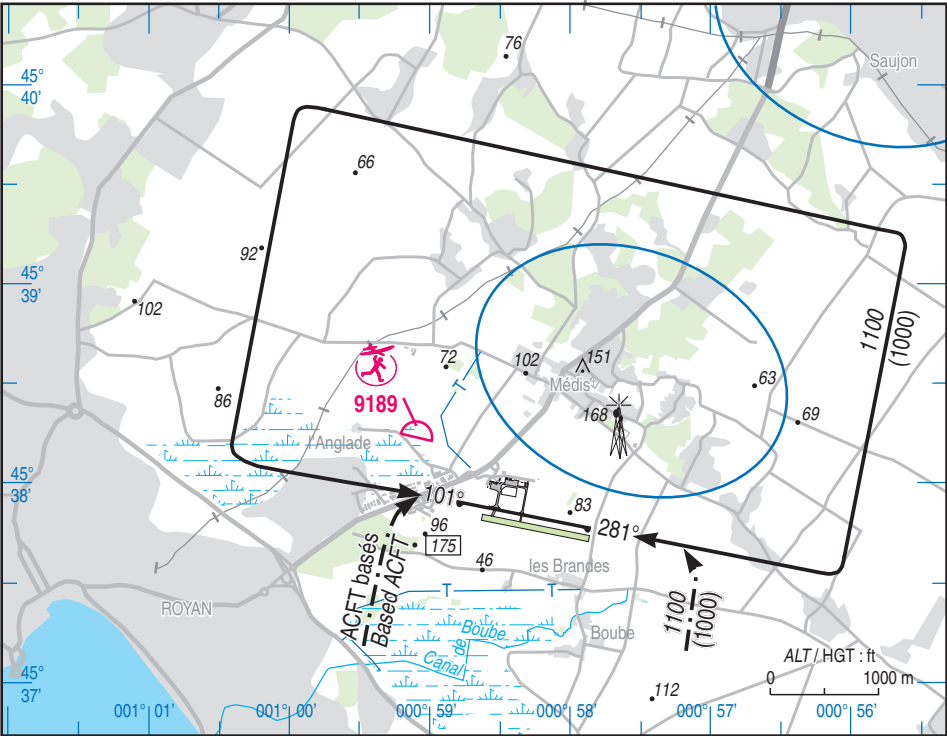 76
Saujon
45°
40'
66
92
45°
39'
102
1100
(1000)
72
102
151
Médis
63
9189
86
168
69
l'Anglade
45°
38'
101°
83
281°
96
175
46
les Brandes
ACFT basés
Based ACFT
ROYAN
T
T
T
Boube
Canal de Boube
1100
(1000)
ALT / HGT : ft
0
1000 m
45°
37'
112
001° 01'
001° 00'
000° 59'
000° 58'
000° 57'
000° 56'